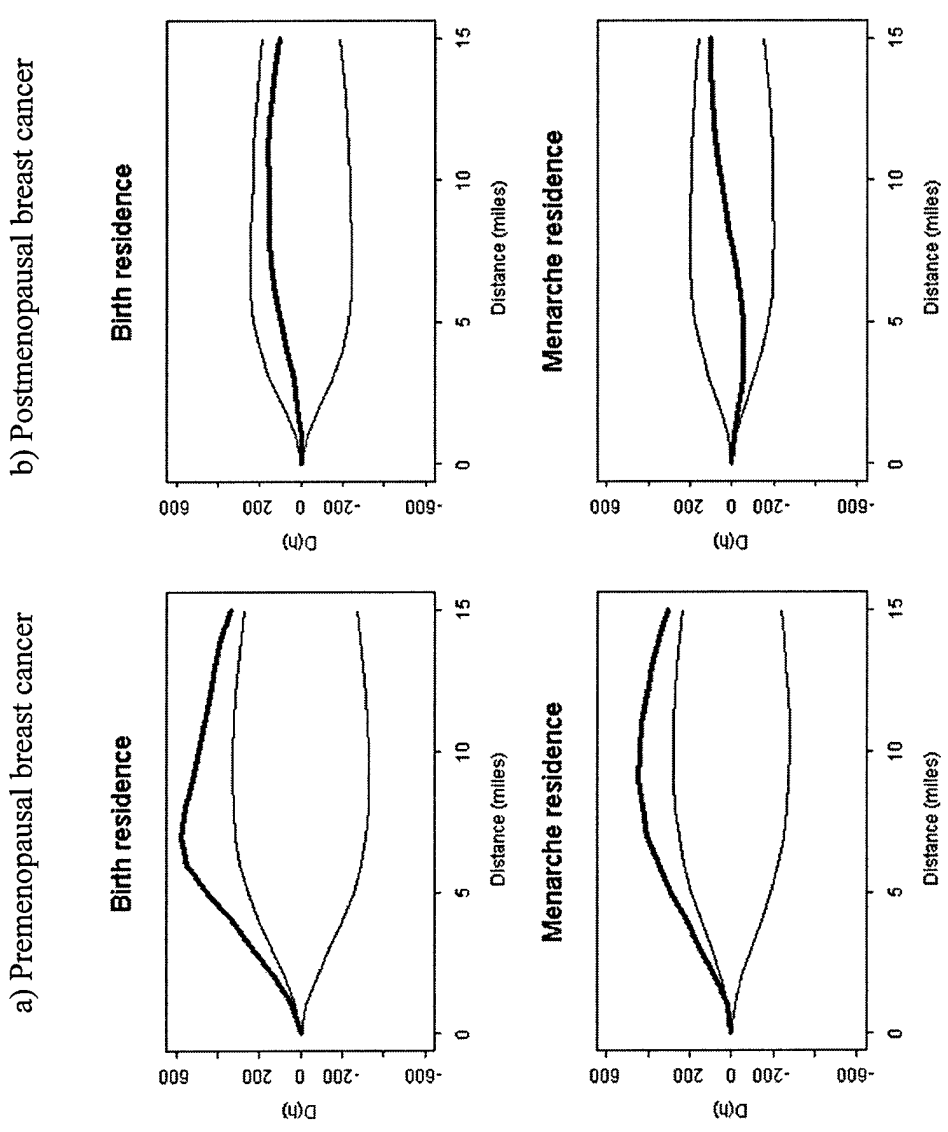 a) Premenopausal breast cancer
b) Postmenopausal breast cancer
Birth residence
D(h)
600
200
0
-200
-600
0 5 10 15
Distance (miles)
Birth residence
D(h)
600
200
0
-200
-600
0 5 10 15
Distance (miles)
Menarche residence
D(h)
600
200
0
-200
-600
0 5 10 15
Distance (miles)
Menarche residence
D(h)
600
200
0
-200
-600
0 5 10 15
Distance (miles)